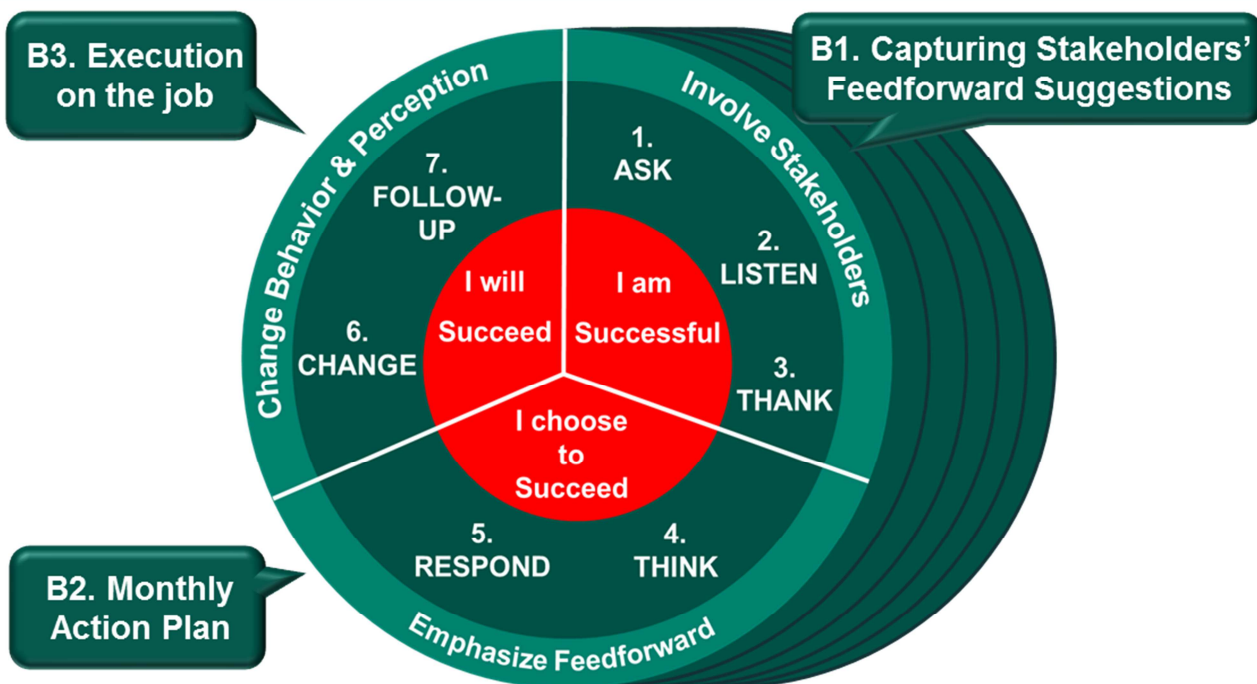 B3. Execution
on the job
B1. Capturing Stakeholders’
Feedforward Suggestions
Involve Stakeholders
1.
ASK
2.
LISTEN
3.
THANK
I am
Successful
Emphasize Feedforward
4.
THINK
5.
RESPOND
I choose
to
Succeed
B2. Monthly
Action Plan
Change Behavior & Perception
6.
CHANGE
7.
FOLLOW-
UP
I will
Succeed